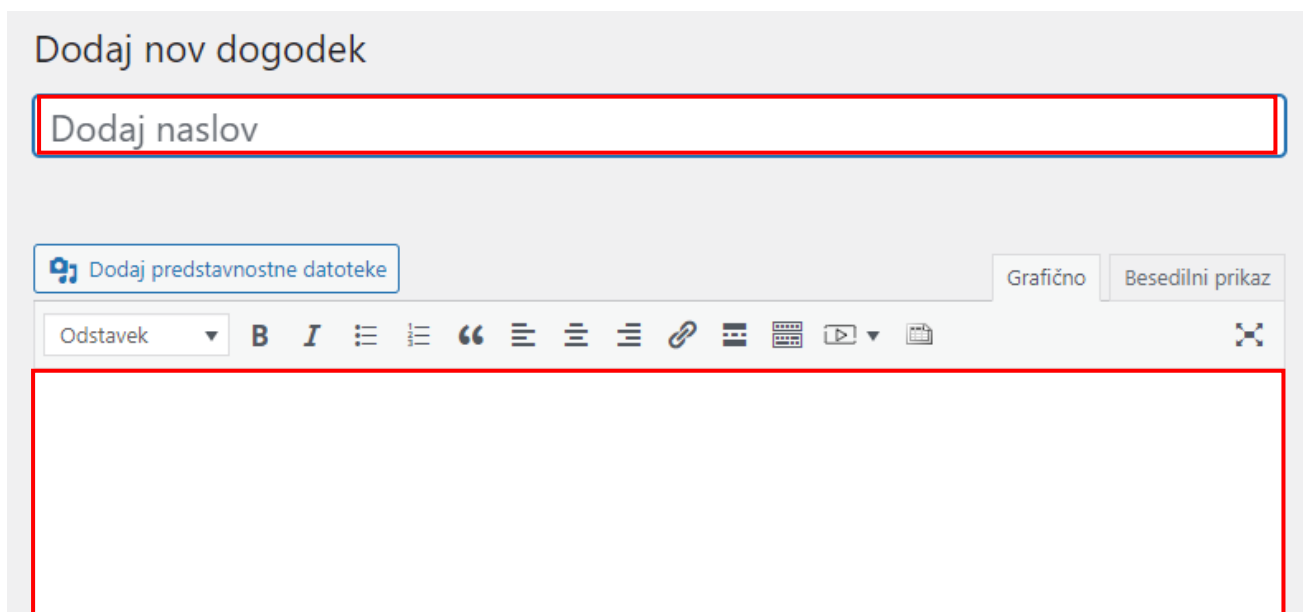 Dodaj nov dogodek
Dodaj naslov
Dodaj predstavnostne datoteke
Grafično Besedilni prikaz
Odstavek B I